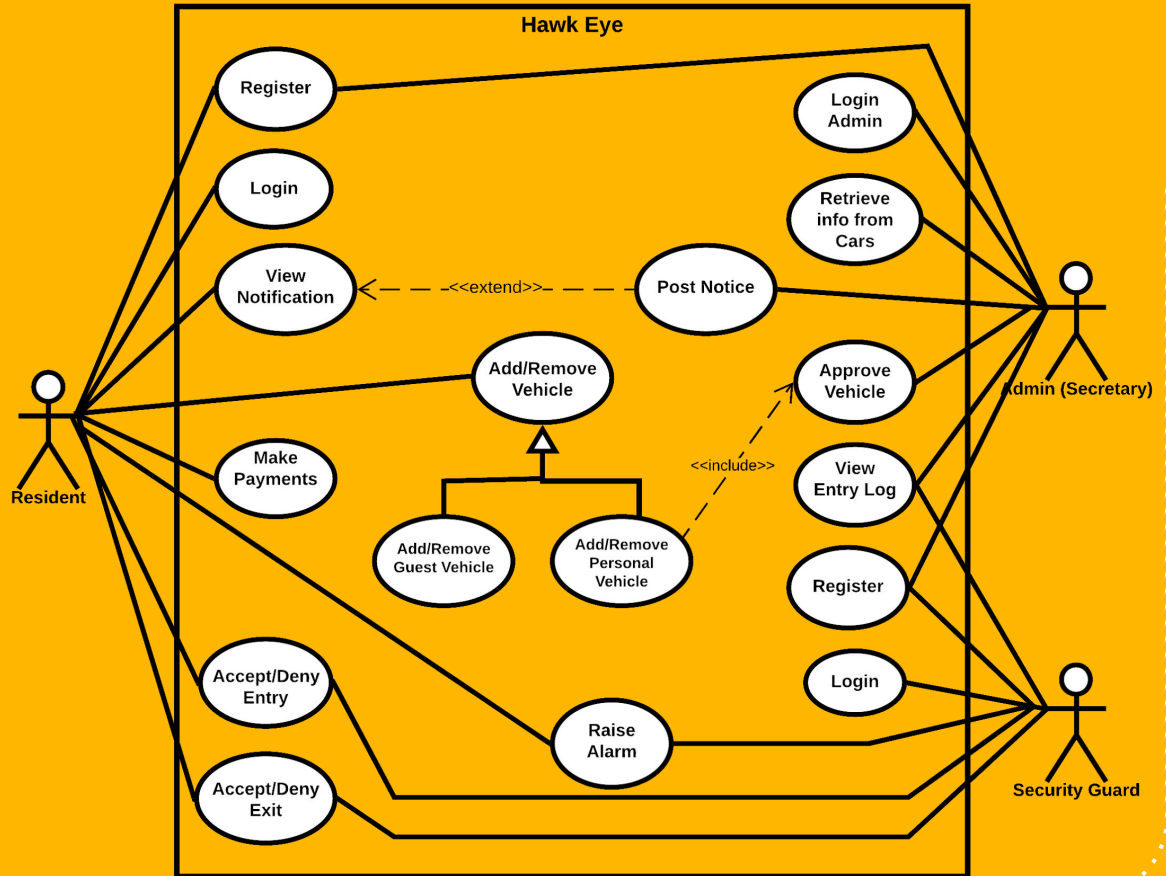 Hawk Eye
Register
Login
Admin
Login
Retrieve
info from
Cars
View
Notification
<<extend>>
Post Notice
Add/Remove
Vehicle
Approve
Vehicle
Admin (Secretary)
Resident
Make
Payments
<<include>>
View
Entry Log
Add/Remove
Guest Vehicle
Add/Remove
Personal
Vehicle
Register
Accept/Deny
Entry
Login
Raise
Alarm
Accept/Deny
Exit
Security Guard